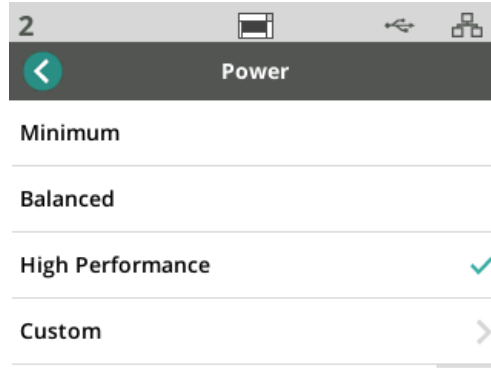 2
Power
Minimum
Balanced
High Performance
Custom